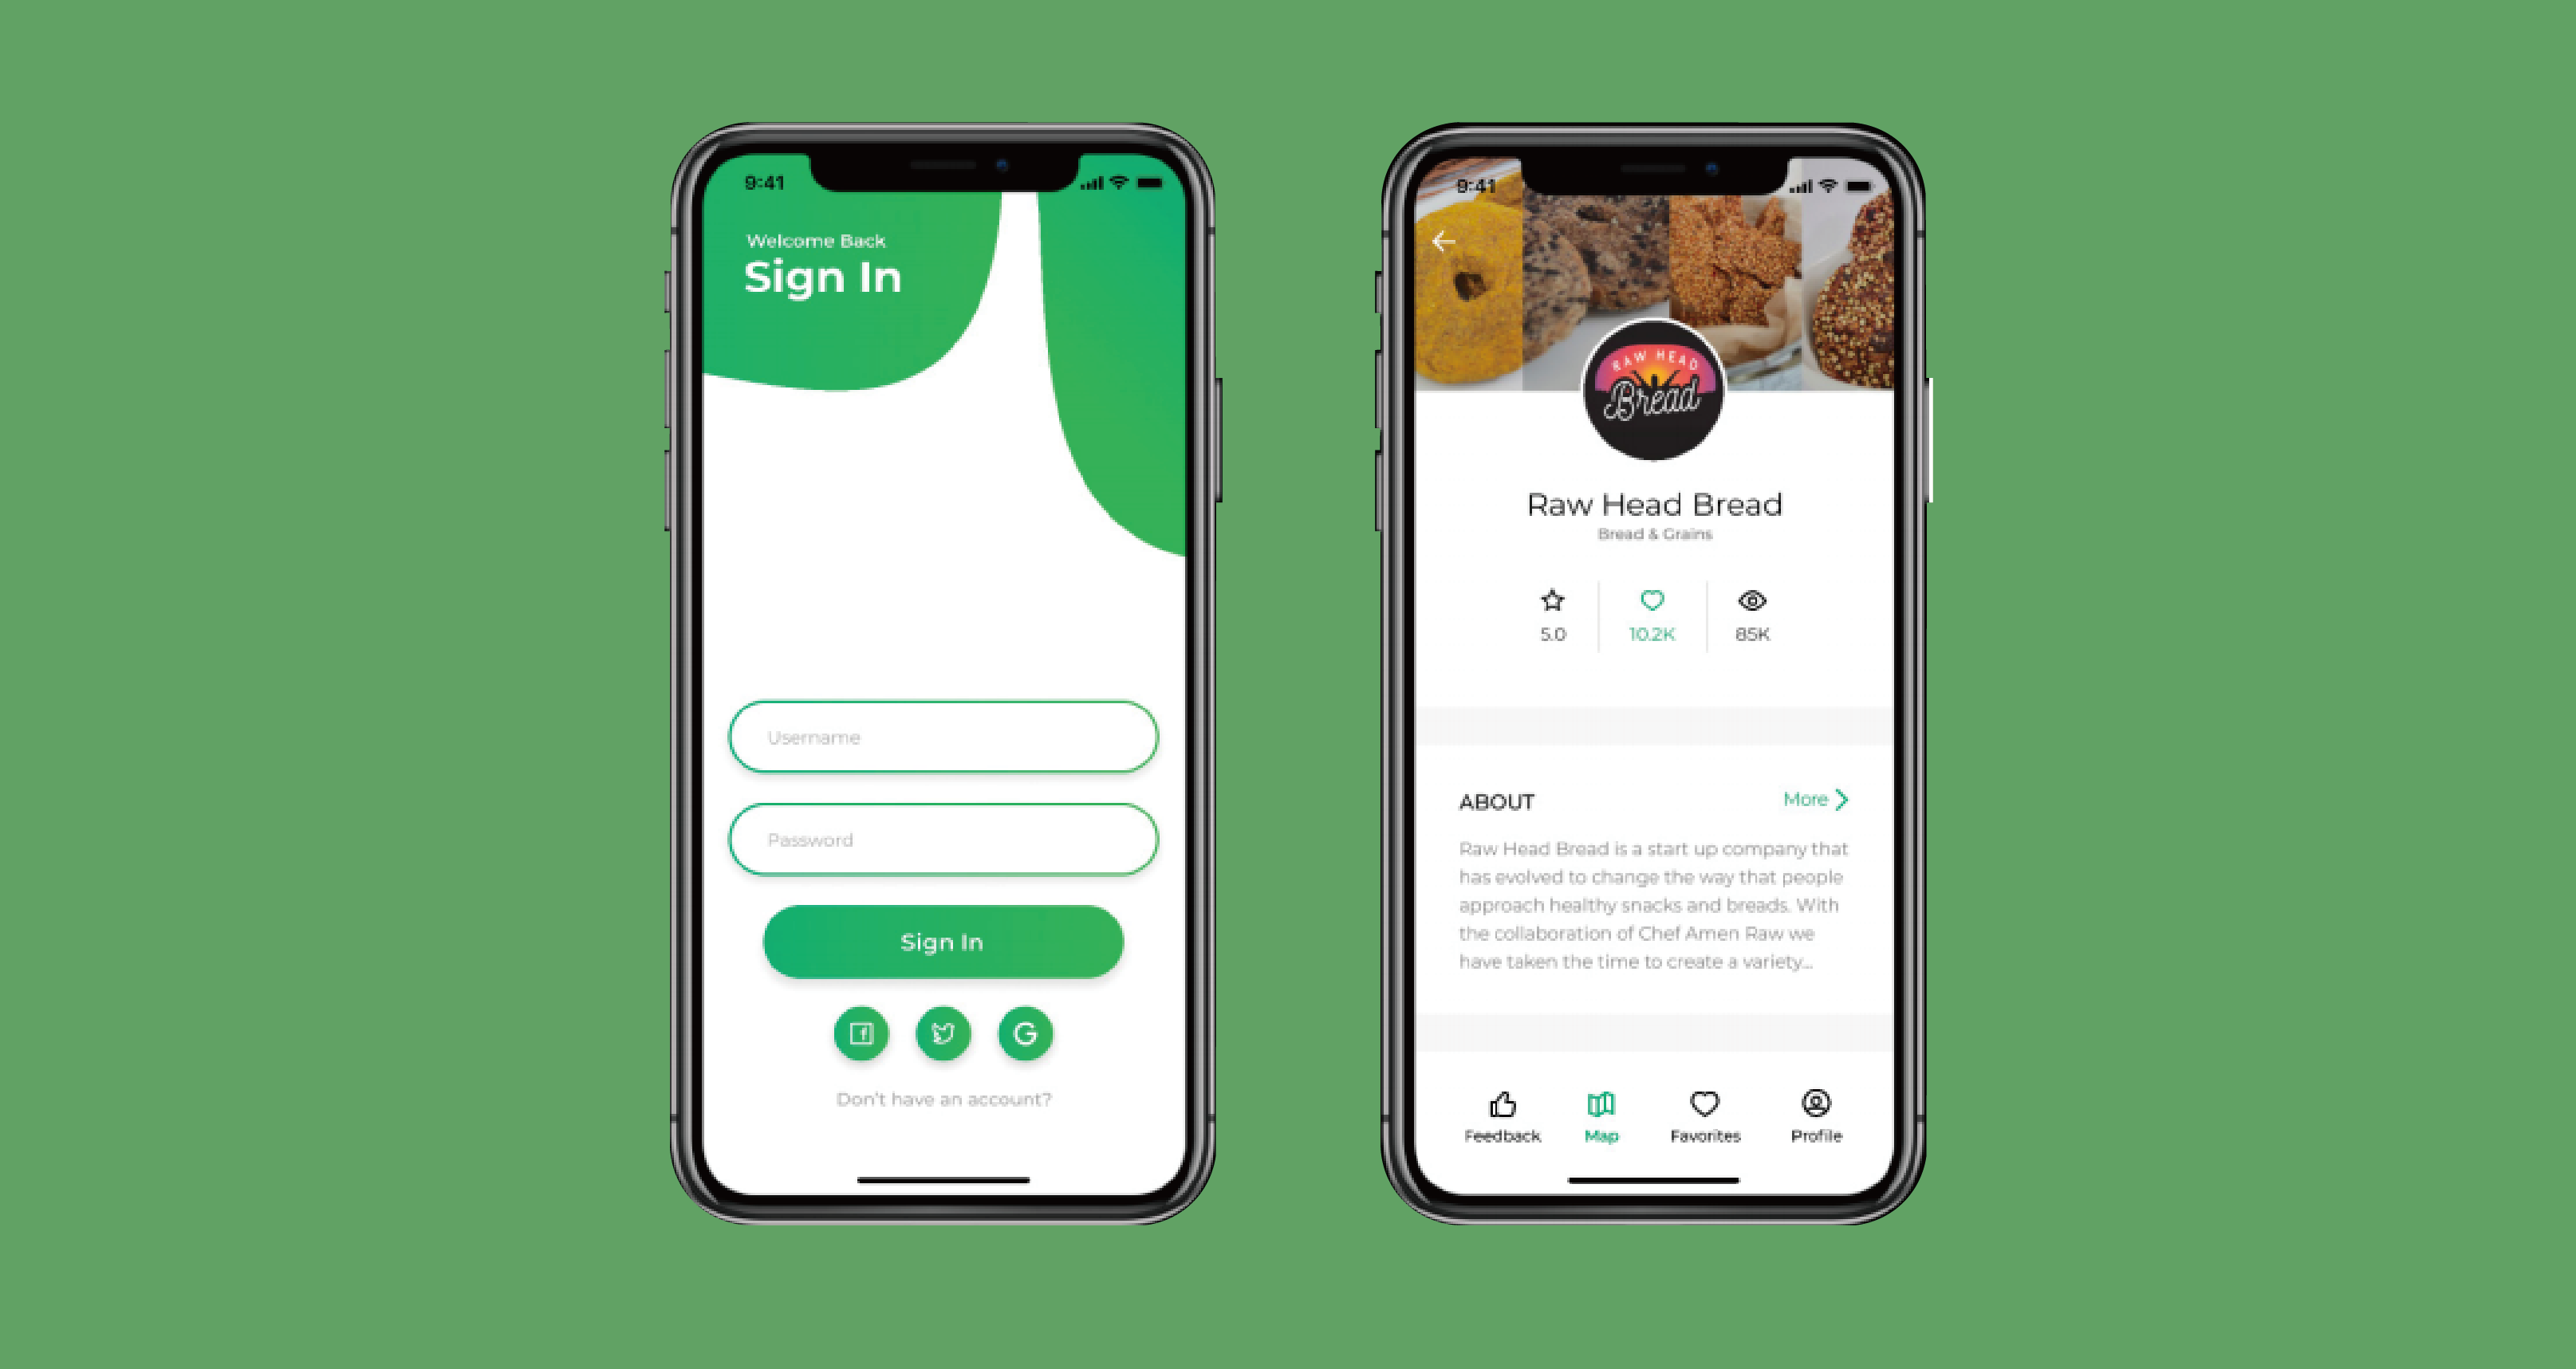 9:41
Welcome Back
Sign In
Username
Password
Sign In
Don't have an account?
9:41
RAW HEAD
Bread
Raw Head Bread
Bread & Grains
5.0
10.2K
85K
ABOUT
More
Raw Head Bread is a start up company that
has evolved to change the way that people
approach healthy snacks and breads. With
the collaboration of Chef Amen Raw we
have taken the time to create a variety...
Feedback
Map
Favorites
Profile